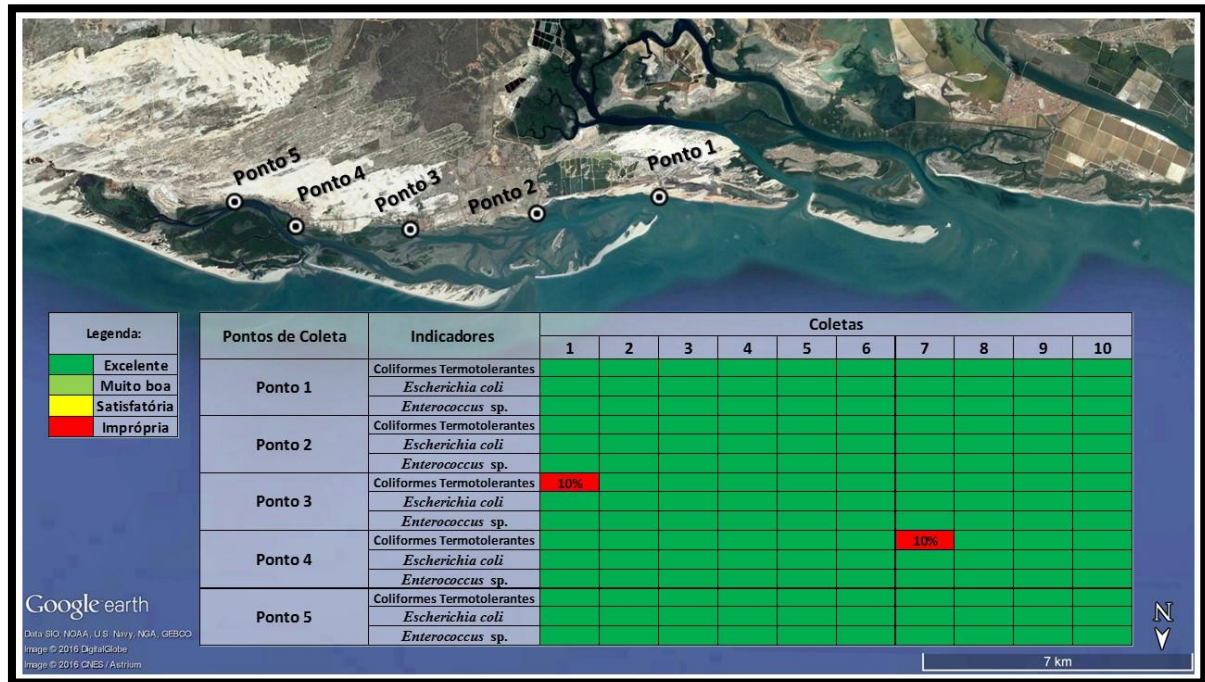 Ponto 5
Ponto 4
Ponto 3
Ponto 2
Ponto 1
Legenda:
Excelente
Muito boa
Satisfatória
Imprópria
Pontos de Coleta Indicadores Coletas
1 2 3 4 5 6 7 8 9 10
Ponto 1
Coliformes Termotolerantes
Escherichia coli
Enterococcus sp.
Ponto 2
Coliformes Termotolerantes
Escherichia coli
Enterococcus sp.
Ponto 3
Coliformes Termotolerantes 10%
Escherichia coli
Enterococcus sp.
Ponto 4
Coliformes Termotolerantes 10%
Escherichia coli
Enterococcus sp.
Ponto 5
Coliformes Termotolerantes
Escherichia coli
Enterococcus sp.
Google earth
Data SIO, NOAA, U.S. Navy, NGA, GEBCO
Image © 2016 DigitalGlobe
Image © 2016 CNES / Astrium
N
7 km